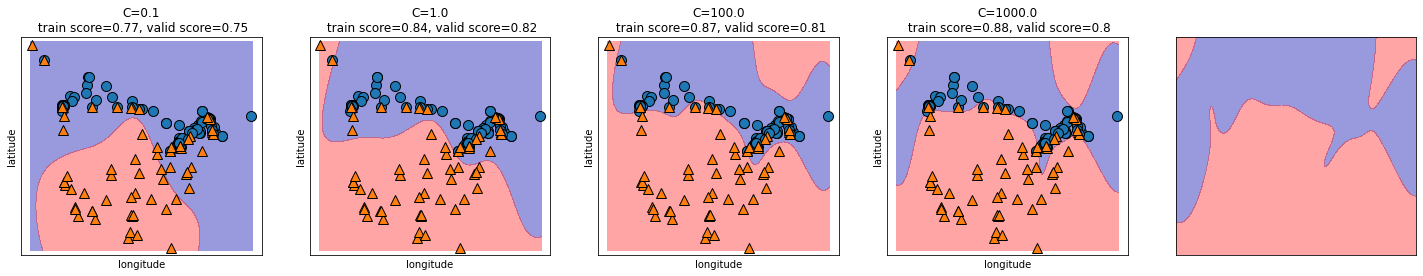 C=0.1
train score=0.77, valid score=0.75
C=1.0
train score=0.84, valid score=0.82
C=100.0
train score=0.87, valid score=0.81
C=1000.0
train score=0.88, valid score=0.8
latitude
longitude
latitude
longitude
latitude
longitude
latitude
longitude